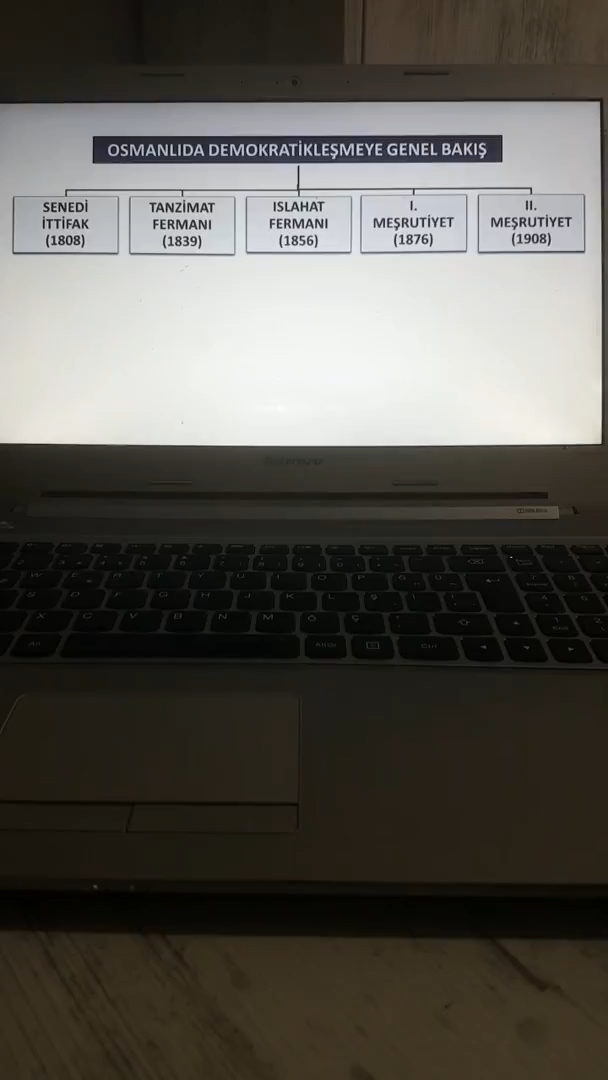 OSMANLIDA DEMOKRATİKLEŞMEYE GENEL BAKIŞ
SENEDİ
İTTİFAK
(1808)
TANZİMAT
FERMANI
(1839)
ISLAHAT
FERMANI
(1856)
I.
MEŞRUTİYET
(1876)
II.
MEŞRUTİYET
(1908)
lenovo